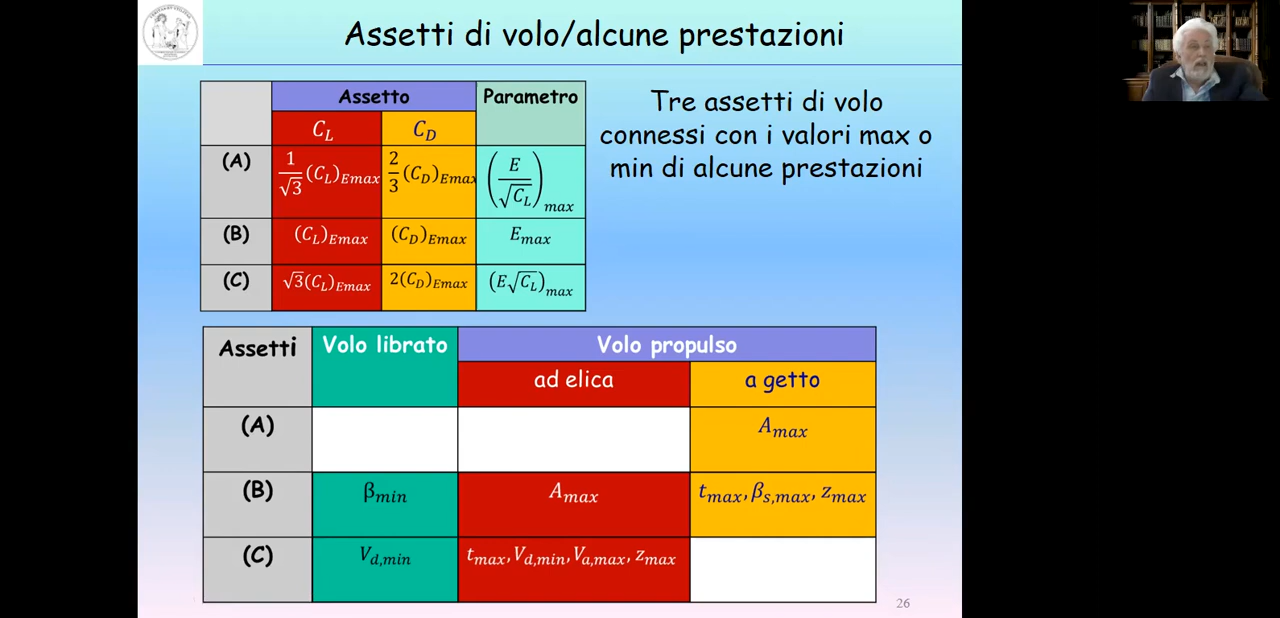 Assetti di volo/alcune prestazioni
Assetto Parametro
C_L C_D
(A) 1/√3 (C_L)_Emax 2/3 (C_D)_Emax (E/√C_L)_max
(B) (C_L)_Emax (C_D)_Emax E_max
(C) √3(C_L)_Emax 2(C_D)_Emax (E√C_L)_max
Tre assetti di volo
connessi con i valori max o
min di alcune prestazioni
Assetti Volo librato Volo propulso
ad elica a getto
(A) A_max
(B) β_min A_max t_max, β_s,max, z_max
(C) V_d,min t_max, V_d,min, V_a,max, z_max
26